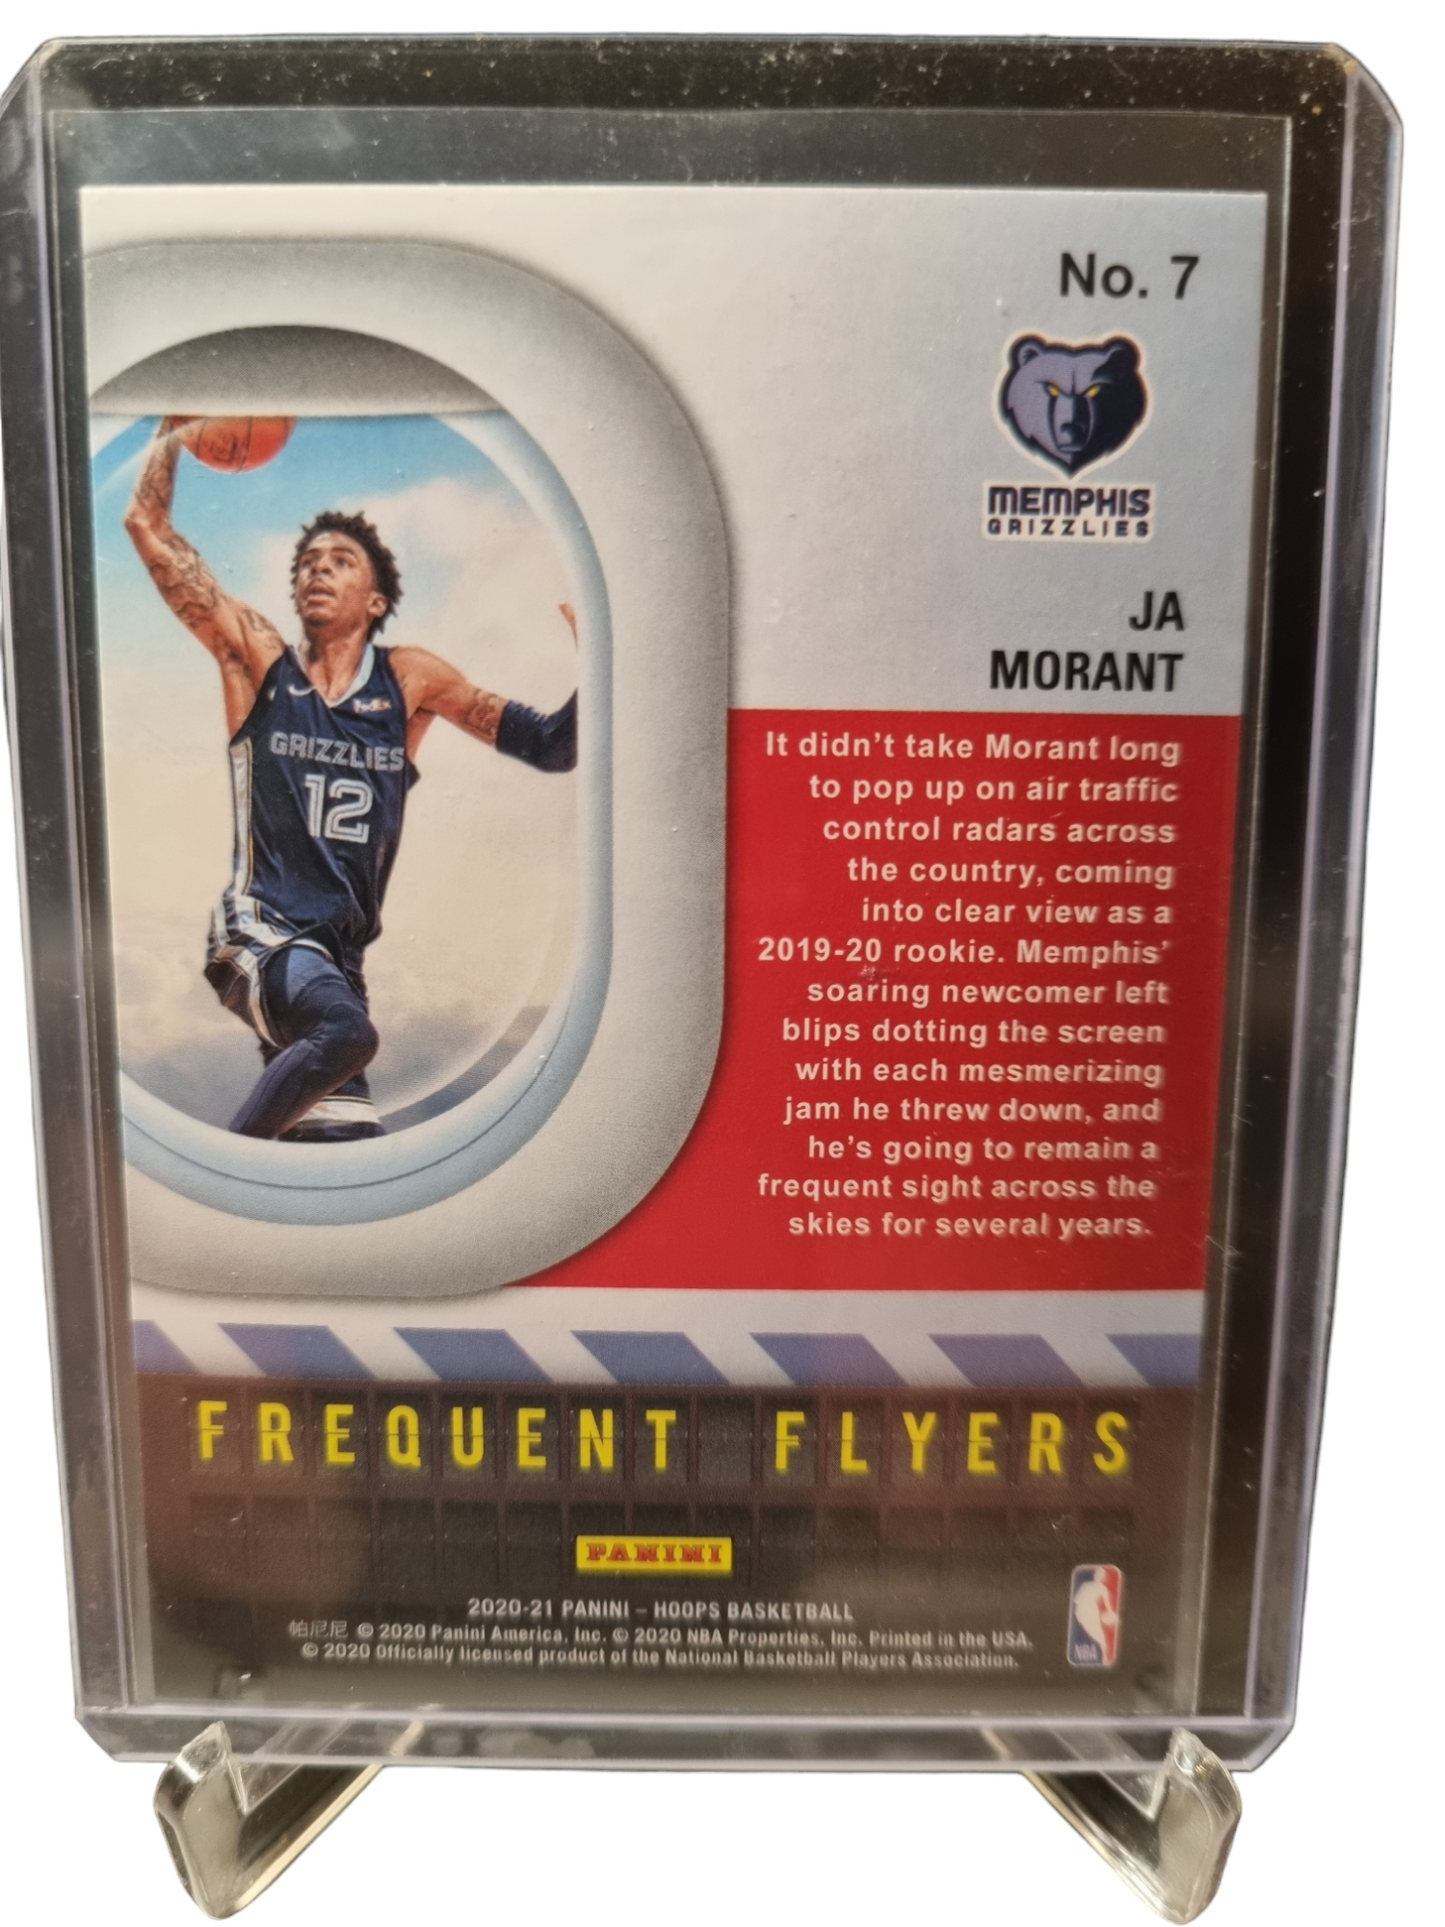 No. 7
MEMPHIS
GRIZZLIES
JA
MORANT
FedEx
GRIZZLIES
12
It didn't take Morant long
to pop up on air traffic
control radars across
the country, coming
into clear view as a
2019-20 rookie. Memphis'
soaring newcomer left
blips dotting the screen
with each mesmerizing
jam he threw down, and
he's going to remain a
frequent sight across the
skies for several years.
FREQUENT FLYERS
PANINI
2020-21 PANINI – HOOPS BASKETBALL
帕尼尼 © 2020 Panini America, Inc. © 2020 NBA Properties, Inc. Printed in the USA.
© 2020 Officially licensed product of the National Basketball Players Association.
NBA